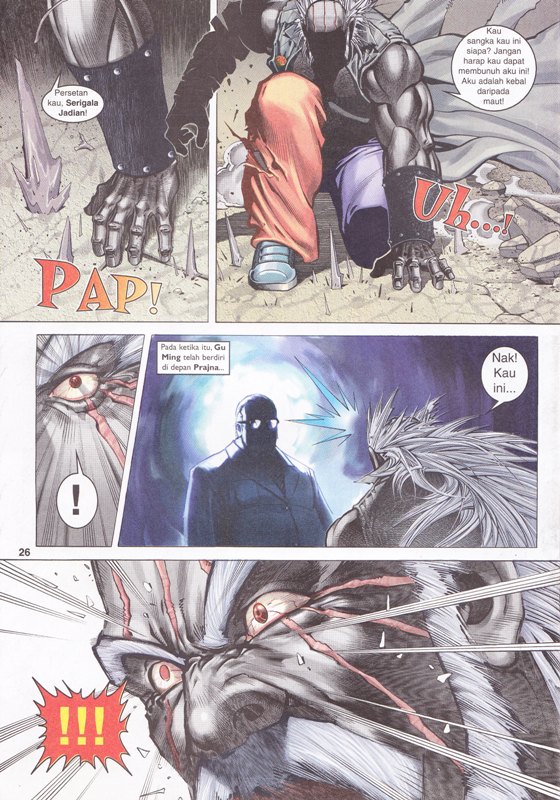 Persetan
kau, Serigala
Jadian!
PAP!
Kau
sangka kau ini
siapa? Jangan
harap kau dapat
membunuh aku ini!
Aku adalah kebal
daripada
maut!
Uh...!
!
Pada ketika itu, Gu
Ming telah berdiri
di depan Prajna...
Nak!
Kau
ini...
26
!!!